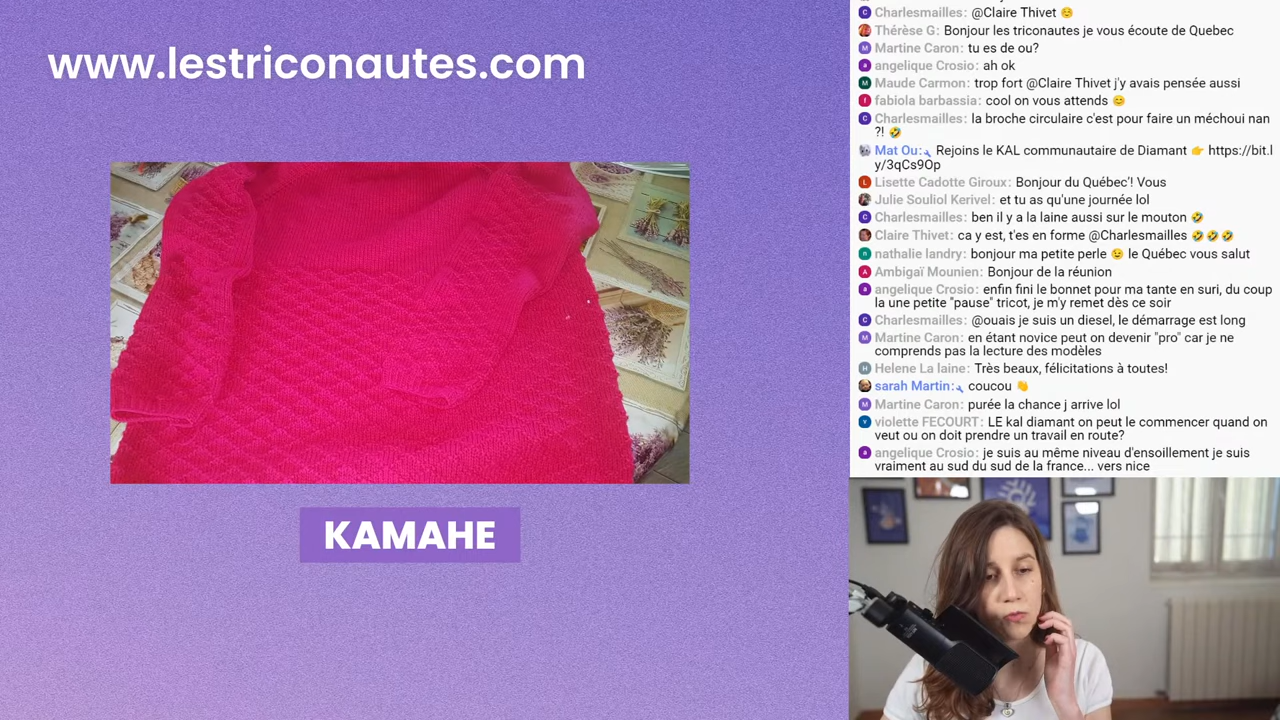 www.lestriconautes.com
KAMAHE
Charlesmailles: @Claire Thivet ☺️
Thérèse G: Bonjour les triconautes je vous écoute de Quebec
Martine Caron: tu es de ou?
angelique Crosio: ah ok
Maude Carmon: trop fort @Claire Thivet j'y avais pensée aussi
fabiola barbassia: cool on vous attends 😊
Charlesmailles: la broche circulaire c'est pour faire un méchoui nan
?! 🤣
Mat Ou: Rejoins le KAL communautaire de Diamant 👉 https://bit.l
y/3qCs9Op
Lisette Cadotte Giroux: Bonjour du Québec'! Vous
Julie Souliol Kerivel: et tu as qu'une journée lol
Charlesmailles: ben il y a la laine aussi sur le mouton 🤣
Claire Thivet: ca y est, t'es en forme @Charlesmailles 🤣🤣🤣
nathalie landry: bonjour ma petite perle 😉 le Québec vous salut
Ambigaï Mounien: Bonjour de la réunion
angelique Crosio: enfin fini le bonnet pour ma tante en suri, du coup
la une petite "pause" tricot, je m'y remet dès ce soir
Charlesmailles: @ouais je suis un diesel, le démarrage est long
Martine Caron: en étant novice peut on devenir "pro" car je ne
comprends pas la lecture des modèles
Helene La laine: Très beaux, félicitations à toutes!
sarah Martin: coucou 👋
Martine Caron: purée la chance j arrive lol
violette FECOURT: LE kal diamant on peut le commencer quand on
veut ou on doit prendre un travail en route?
angelique Crosio: je suis au même niveau d'ensoillement je suis
vraiment au sud du sud de la france... vers nice